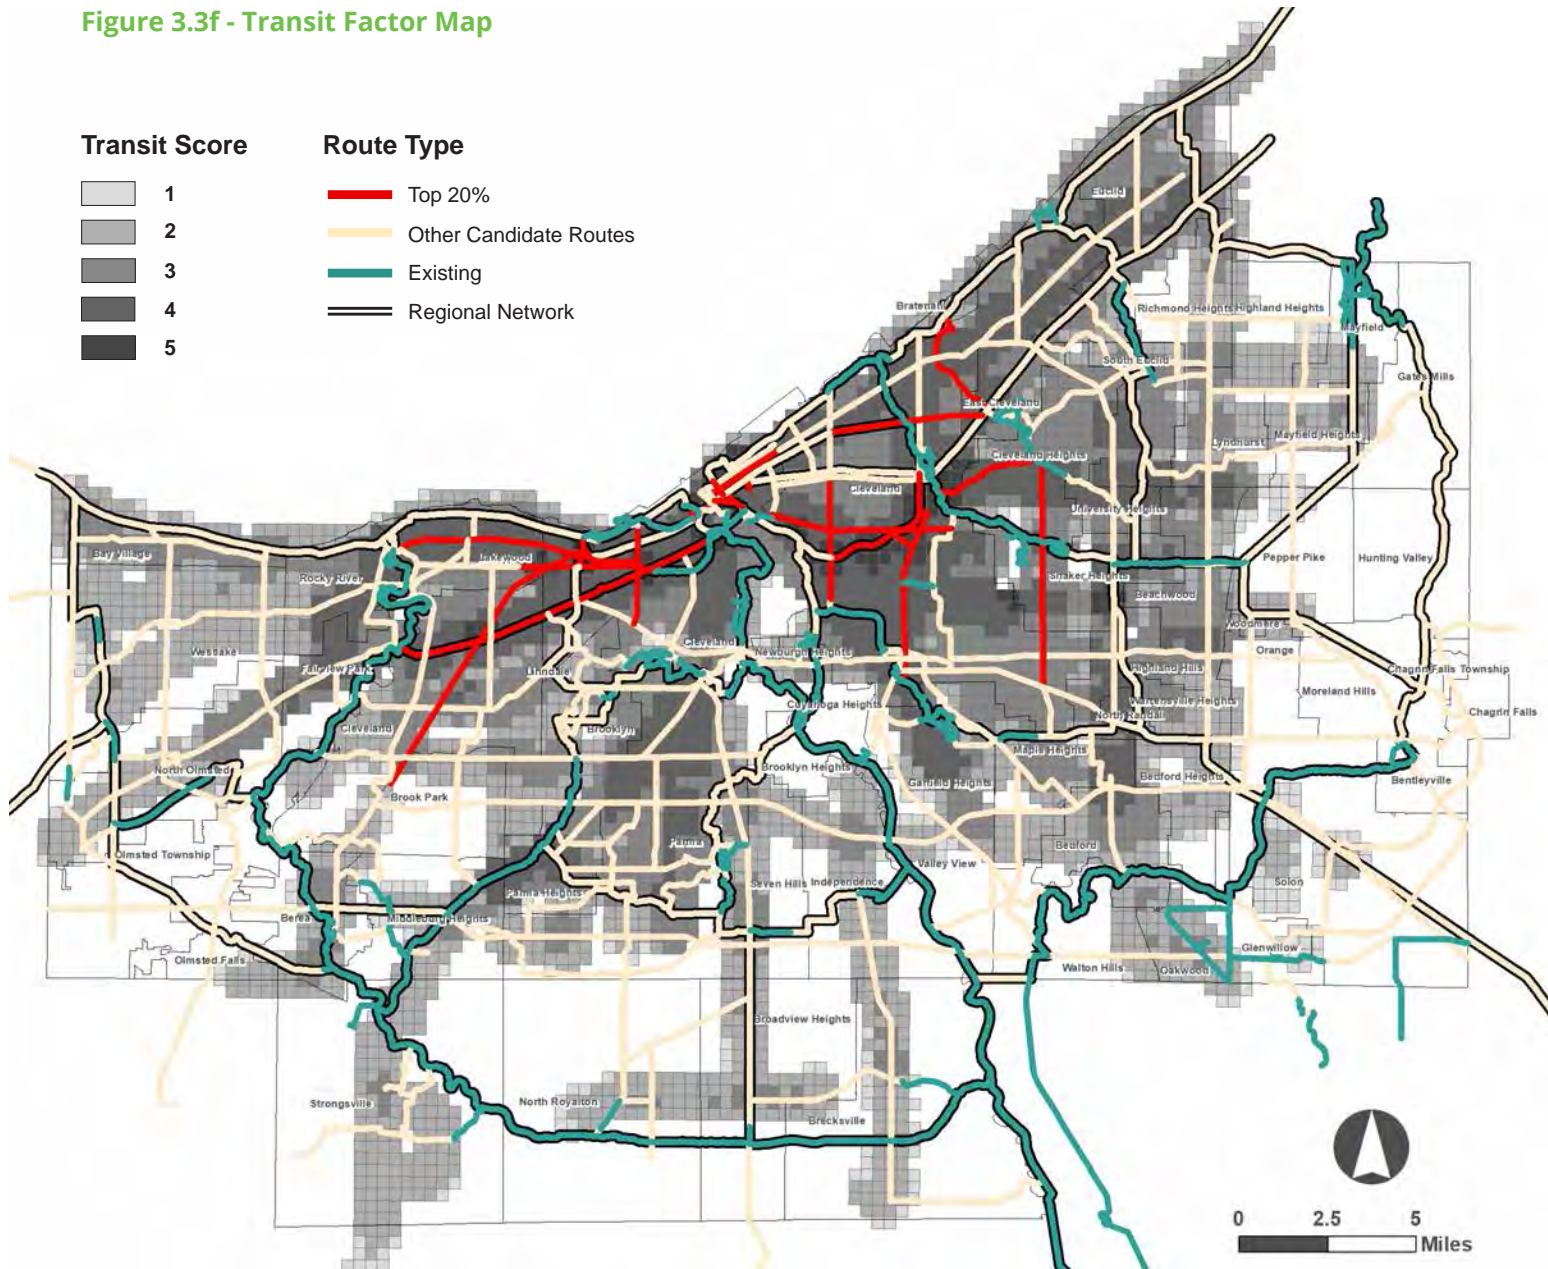 Figure 3.3f - Transit Factor Map
Transit Score
1
2
3
4
5
Route Type
Top 20%
Other Candidate Routes
Existing
Regional Network
Euclid
Bratenahl
Richmond Heights
Highland Heights
Mayfield
South Euclid
Gates Mills
East Cleveland
Lyndhurst
Mayfield Heights
Cleveland Heights
Cleveland
University Heights
Bay Village
Lakewood
Rocky River
Pepper Pike
Hunting Valley
Shaker Heights
Beachwood
Woodmere
Westlake
Cleveland
Newburgh Heights
Orange
Fairview Park
Linndale
Highland Hills
Chagrin Falls Township
Moreland Hills
Cuyahoga Heights
Warrensville Heights
Chagrin Falls
North Randall
Cleveland
Brooklyn
Maple Heights
North Olmsted
Brooklyn Heights
Garfield Heights
Bedford Heights
Bentleyville
Brook Park
Parma
Bedford
Olmsted Township
Valley View
Seven Hills
Independence
Solon
Parma Heights
Berea
Middleburg Heights
Glenwillow
Olmsted Falls
Walton Hills
Oakwood
Broadview Heights
Strongsville
North Royalton
Brecksville
0 2.5 5
Miles